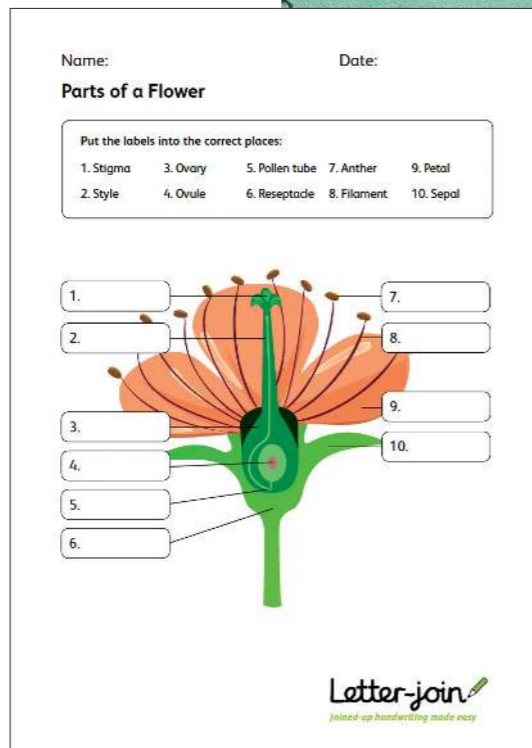 Name: Date:
Parts of a Flower
Put the labels into the correct places:
1. Stigma 3. Ovary 5. Pollen tube 7. Anther 9. Petal
2. Style 4. Ovule 6. Reseptacle 8. Filament 10. Sepal
1. 7.
2. 8.
3. 9.
4. 10.
5.
6.
Letter-join
Joined-up handwriting made easy